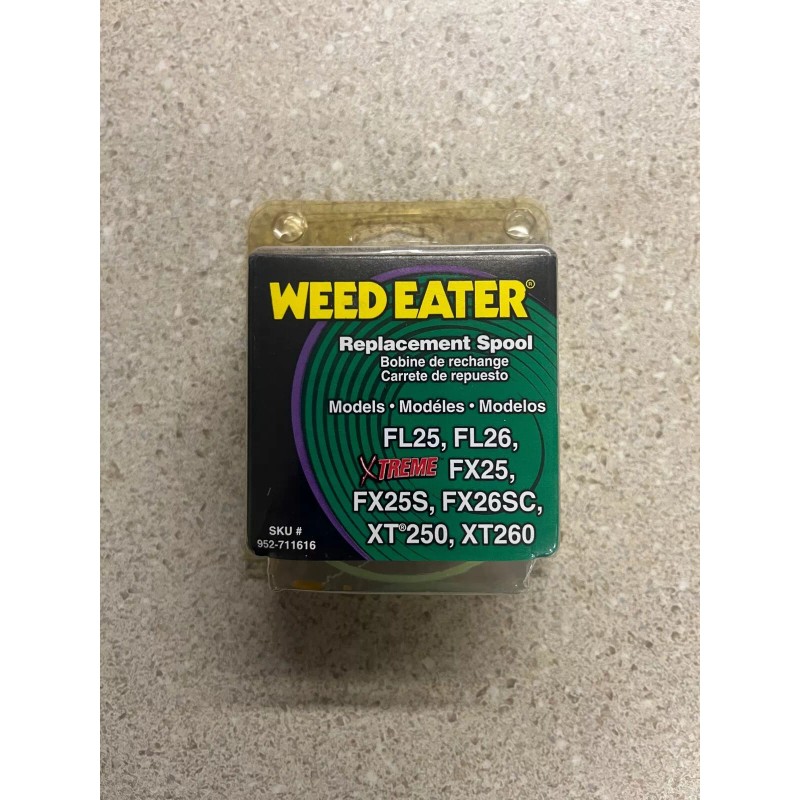 WEED EATER®
Replacement Spool
Bobine de rechange
Carrete de repuesto
Models • Modéles • Modelos
FL25, FL26,
XTREME™ FX25,
FX25S, FX26SC,
XT®250, XT260
SKU #
952-711616